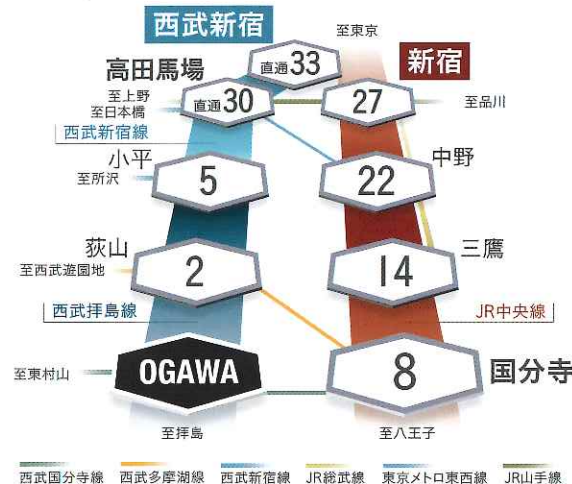 西武新宿
至東京
直通33
新宿
高田馬場
至上野
至日本橋
直通30
27
至品川
西武新宿線
小平
至所沢
5
22
中野
荻山
至西武遊園地
2
14
三鷹
西武拝島線
JR中央線
至東村山
OGAWA
8
国分寺
至拝島
至八王子
西武国分寺線
西武多摩湖線
西武新宿線
JR総武線
東京メトロ東西線
JR山手線